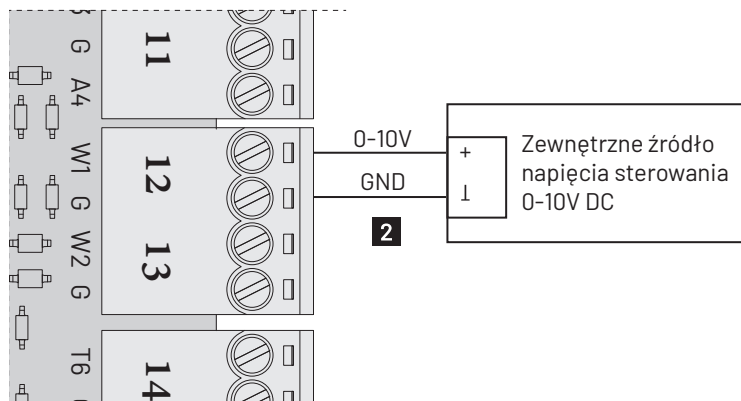 G
A4
W1
G
W2
G
T6
11
12
13
14
0-10V
GND
2
+
Zewnętrzne źródło
napięcia sterowania
0-10V DC